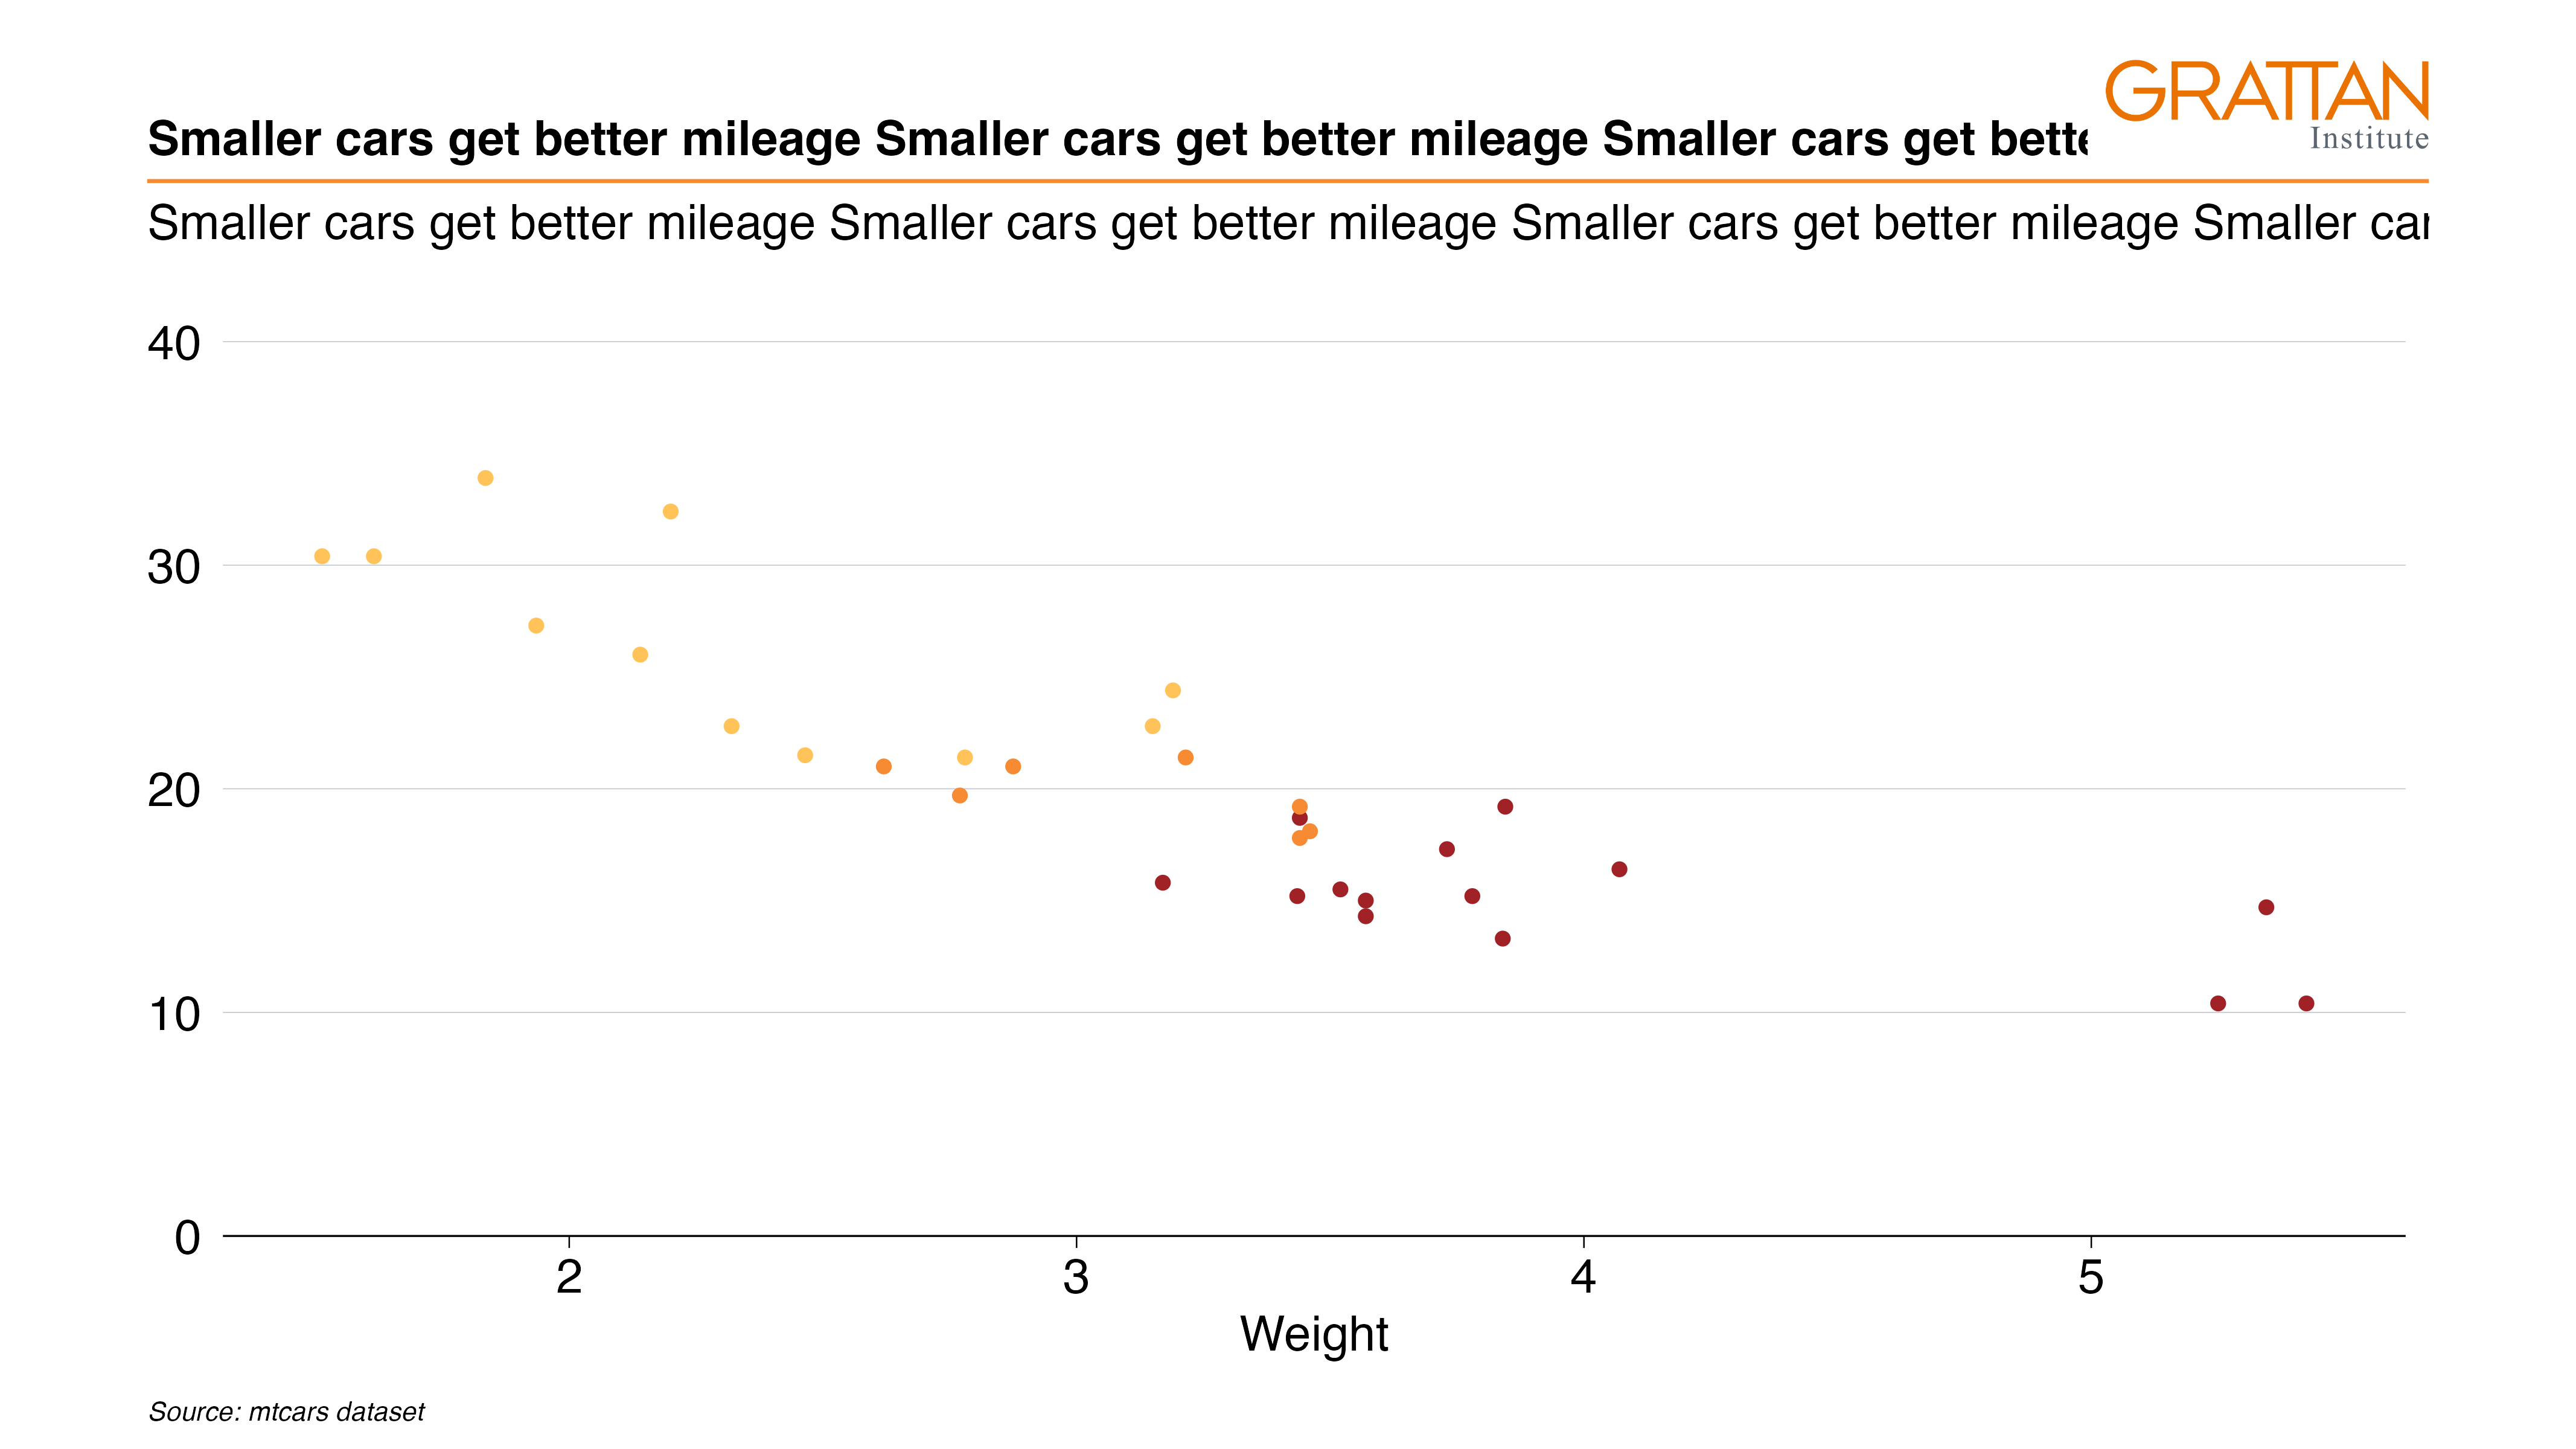 GRATTAN
Institute
Smaller cars get better mileage Smaller cars get better mileage Smaller cars get bette
Smaller cars get better mileage Smaller cars get better mileage Smaller cars get better mileage Smaller car
40
30
20
10
0
2 3 4 5
Weight
Source: mtcars dataset